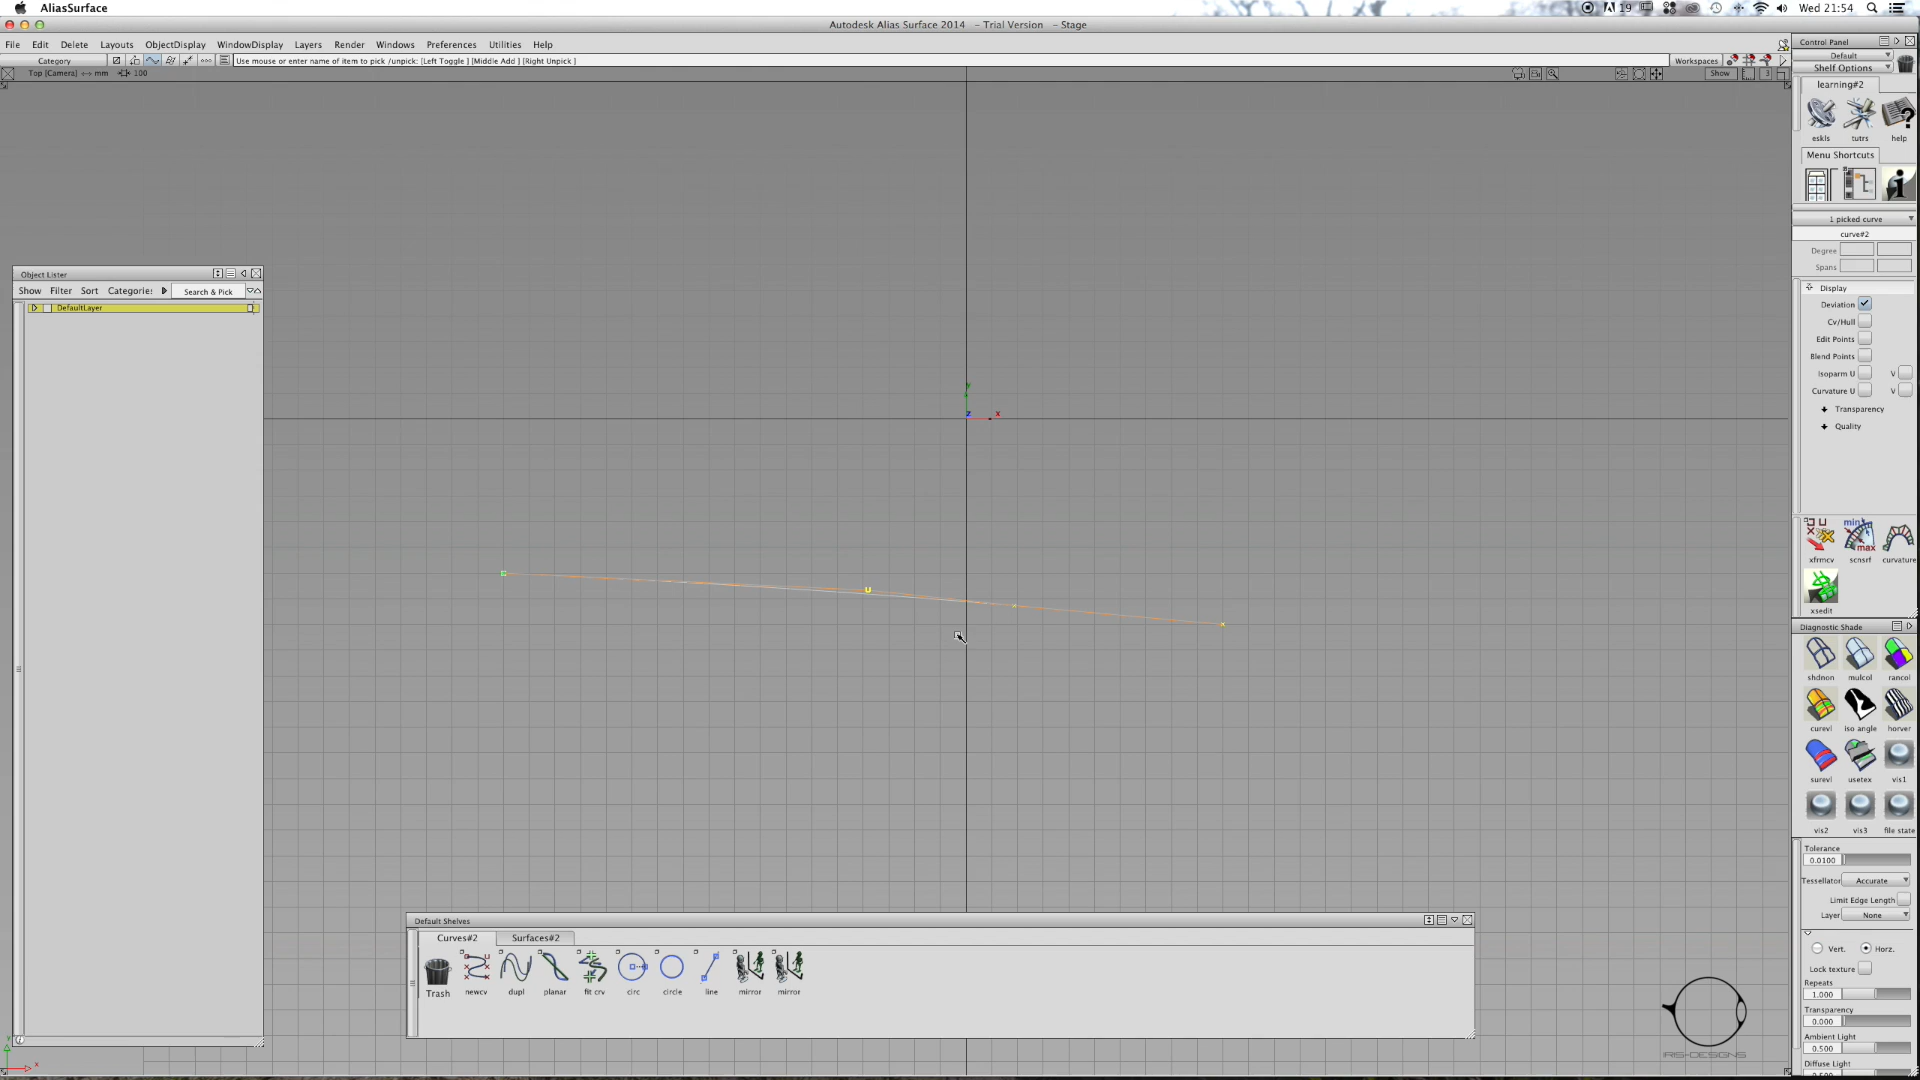 AliasSurface
19
Wed 21:54
Autodesk Alias Surface 2014 - Trial Version - Stage
File Edit Delete Layouts ObjectDisplay WindowDisplay Layers Render Windows Preferences Utilities Help
Category
Use mouse or enter name of item to pick /unpick: [Left Toggle ] [Middle Add ] [Right Unpick ]
Workspaces
Top [Camera] <-> mm 100
Show
3
Control Panel
Default
Shelf Options
learning#2
eskls tutrs help
Menu Shortcuts
1 picked curve
curve#2
Degree
Spans
Display
Deviation
Cv/Hull
Edit Points
Blend Points
Isoparm U V
Curvature U V
Transparency
Quality
xfrmcv scnsrf curvature
xsedit
Diagnostic Shade
shdnon mulcol rancol
curevl iso angle horver
surevl usetex vis1
vis2 vis3 file state
Tolerance
0.0100
Tessellator Accurate
Limit Edge Length
Layer None
Vert. Horz.
Lock texture
Repeats
1.000
Transparency
0.000
Ambient Light
0.500
Diffuse Light
Object Lister
Show Filter Sort Categorie: Search & Pick
DefaultLayer
y
z x
U
Default Shelves
Curves#2 Surfaces#2
Trash newcv dupl planar fit crv circ circle line mirror mirror
IRIS-DESIGNS
y
x